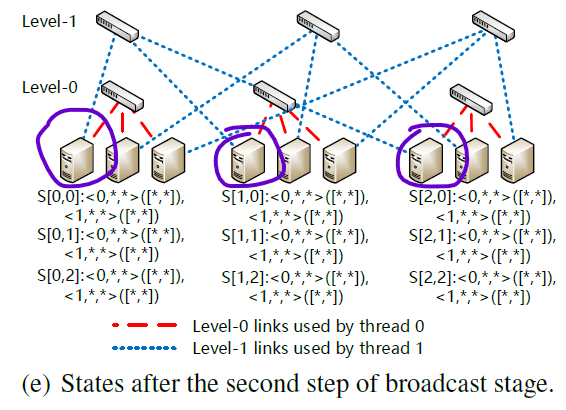 Level-1
Level-0
S[0,0]:<0,*,*>([*,*]),
<1,*,*>([*,*])
S[0,1]:<0,*,*>([*,*]),
<1,*,*>([*,*])
S[0,2]:<0,*,*>([*,*]),
<1,*,*>([*,*])
S[1,0]:<0,*,*>([*,*]),
<1,*,*>([*,*])
S[1,1]:<0,*,*>([*,*]),
<1,*,*>([*,*])
S[1,2]:<0,*,*>([*,*]),
<1,*,*>([*,*])
S[2,0]:<0,*,*>([*,*]),
<1,*,*>([*,*])
S[2,1]:<0,*,*>([*,*]),
<1,*,*>([*,*])
S[2,2]:<0,*,*>([*,*]),
<1,*,*>([*,*])
Level-0 links used by thread 0
Level-1 links used by thread 1
(e) States after the second step of broadcast stage.